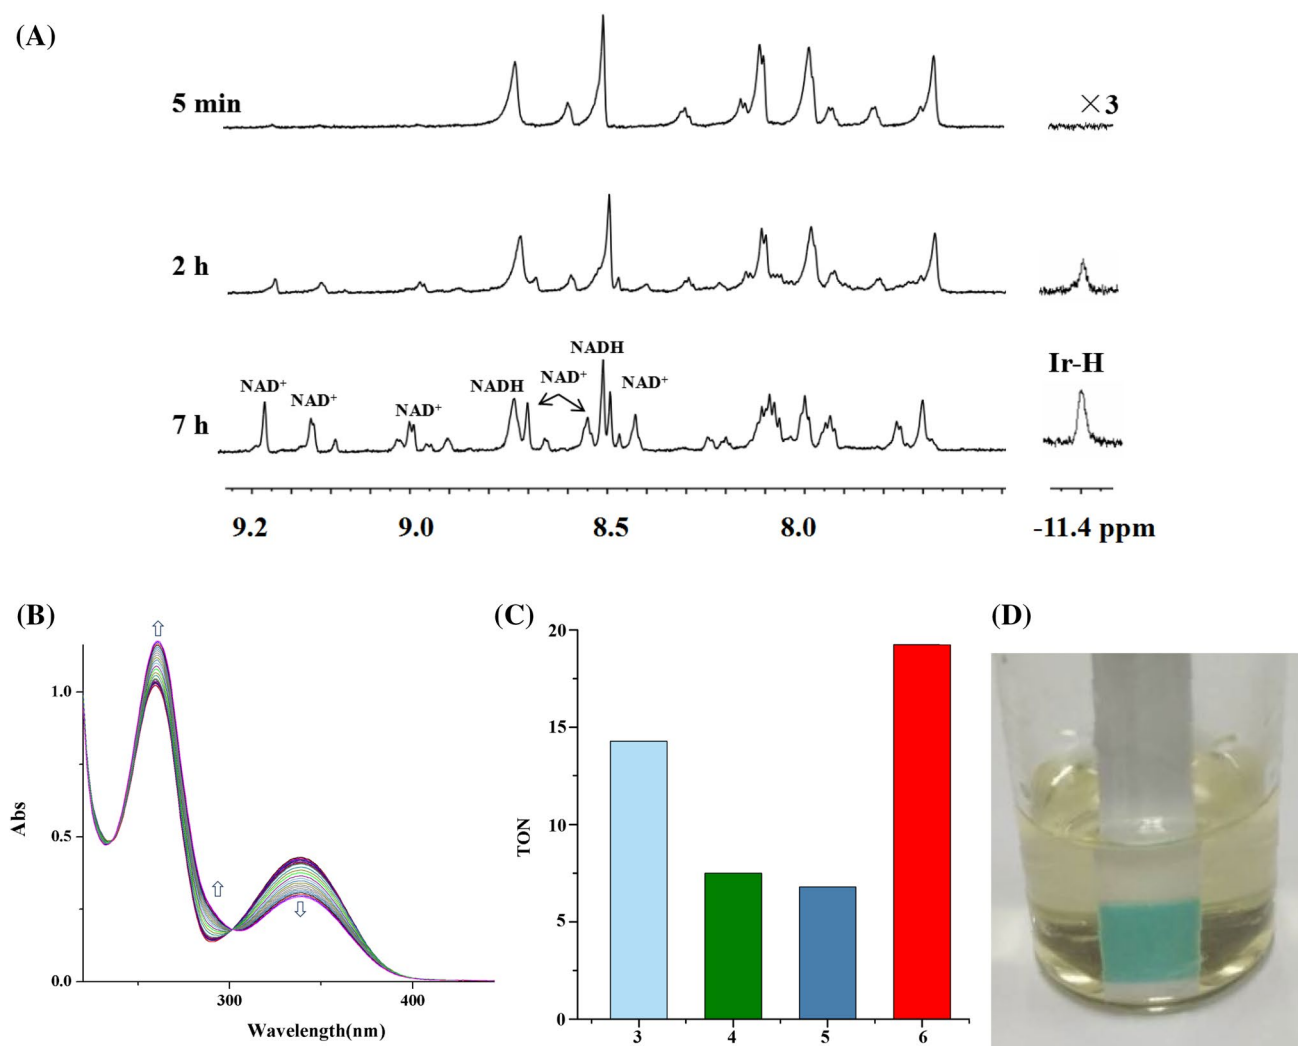 (A)
5 min
×3
2 h
7 h
NAD+
NAD+
NAD+
NADH
NAD+
NADH
NAD+
Ir-H
9.2 9.0 8.5 8.0 -11.4 ppm
(B)
1.0
0.5
0.0
Abs
300 400
Wavelength(nm)
(C)
20
15
10
5
0
TON
3 4 5 6
(D)